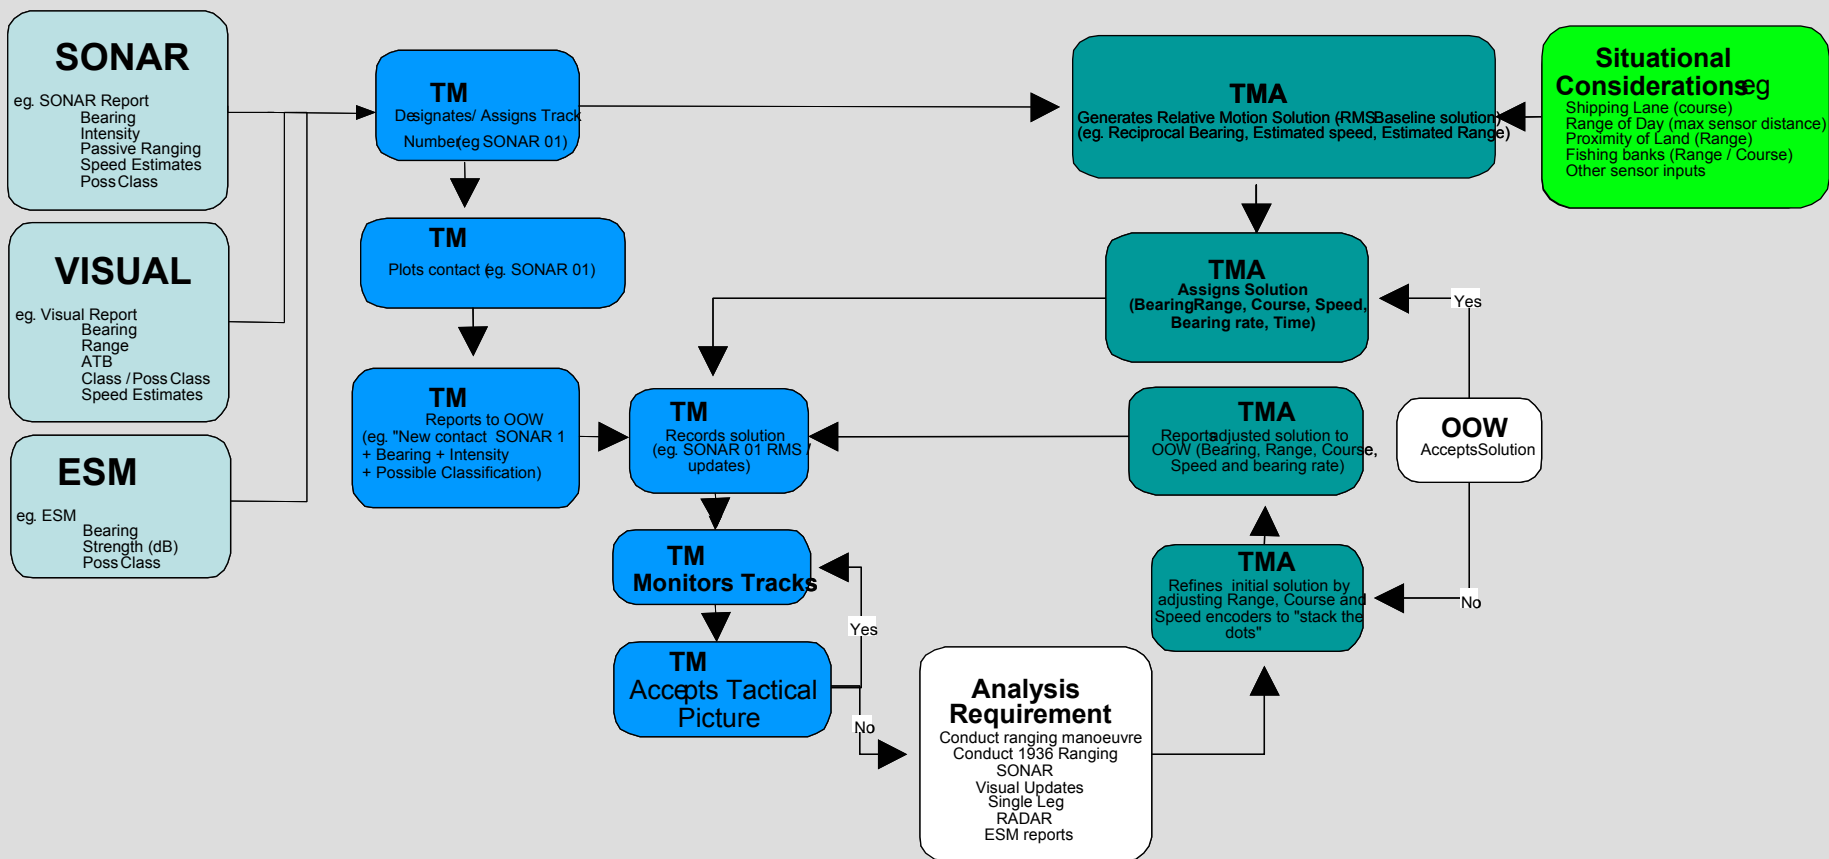 SONAR
eg. SONAR Report
Bearing
Intensity
Passive Ranging
Speed Estimates
Poss Class
VISUAL
eg. Visual Report
Bearing
Range
ATB
Class / Poss Class
Speed Estimates
ESM
eg. ESM
Bearing
Strength (dB)
Poss Class
TM
Designates/ Assigns Track
Number(eg SONAR 01)
TM
Plots contact (eg. SONAR 01)
TM
Reports to OOW
(eg. "New contact SONAR 1
+ Bearing + Intensity
+ Possible Classification)
TM
Records solution
(eg. SONAR 01 RMS /
updates)
TM
Monitors Tracks
TM
Accepts Tactical
Picture
Yes
No
TMA
Generates Relative Motion Solution (-RMSBaseline solution)
(eg. Reciprocal Bearing, Estimated speed, Estimated Range)
Situational
Considerations eg
Shipping Lane (course)
Range of Day (max sensor distance)
Proximity of Land (Range)
Fishing banks (Range / Course)
Other sensor inputs
TMA
Assigns Solution
(BearingRange, Course, Speed,
Bearing rate, Time)
Yes
OOW
AcceptsSolution
No
TMA
Reportsadjusted solution to
OOW (Bearing, Range, Course,
Speed and bearing rate)
TMA
Refines initial solution by
adjusting Range, Course and
Speed encoders to "stack the
dots"
Analysis
Requirement
Conduct ranging manoeuvre
Conduct 1936 Ranging
SONAR
Visual Updates
Single Leg
RADAR
ESM reports